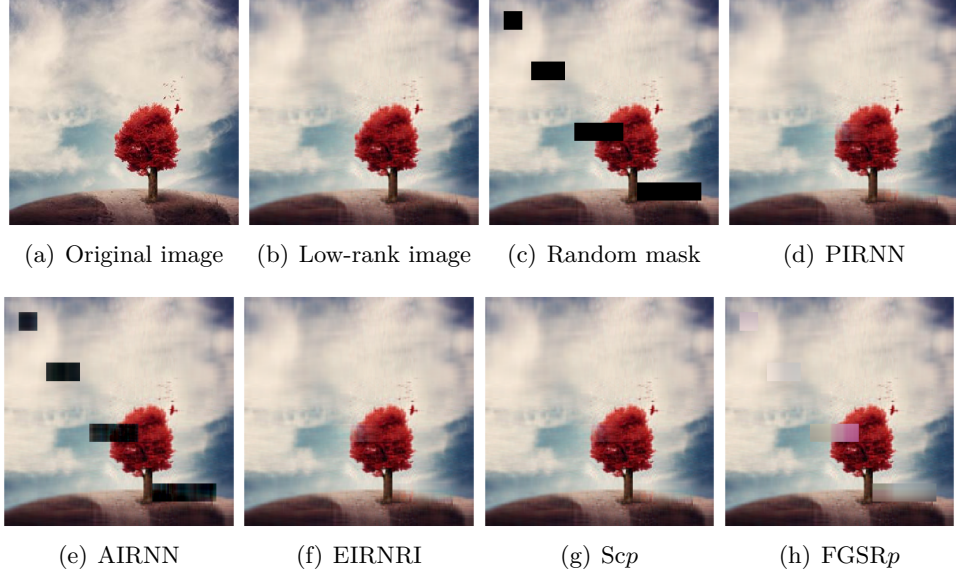 (a) Original image
(b) Low-rank image
(c) Random mask
(d) PIRNN
(e) AIRNN
(f) EIRNRI
(g) Scp
(h) FGSRp